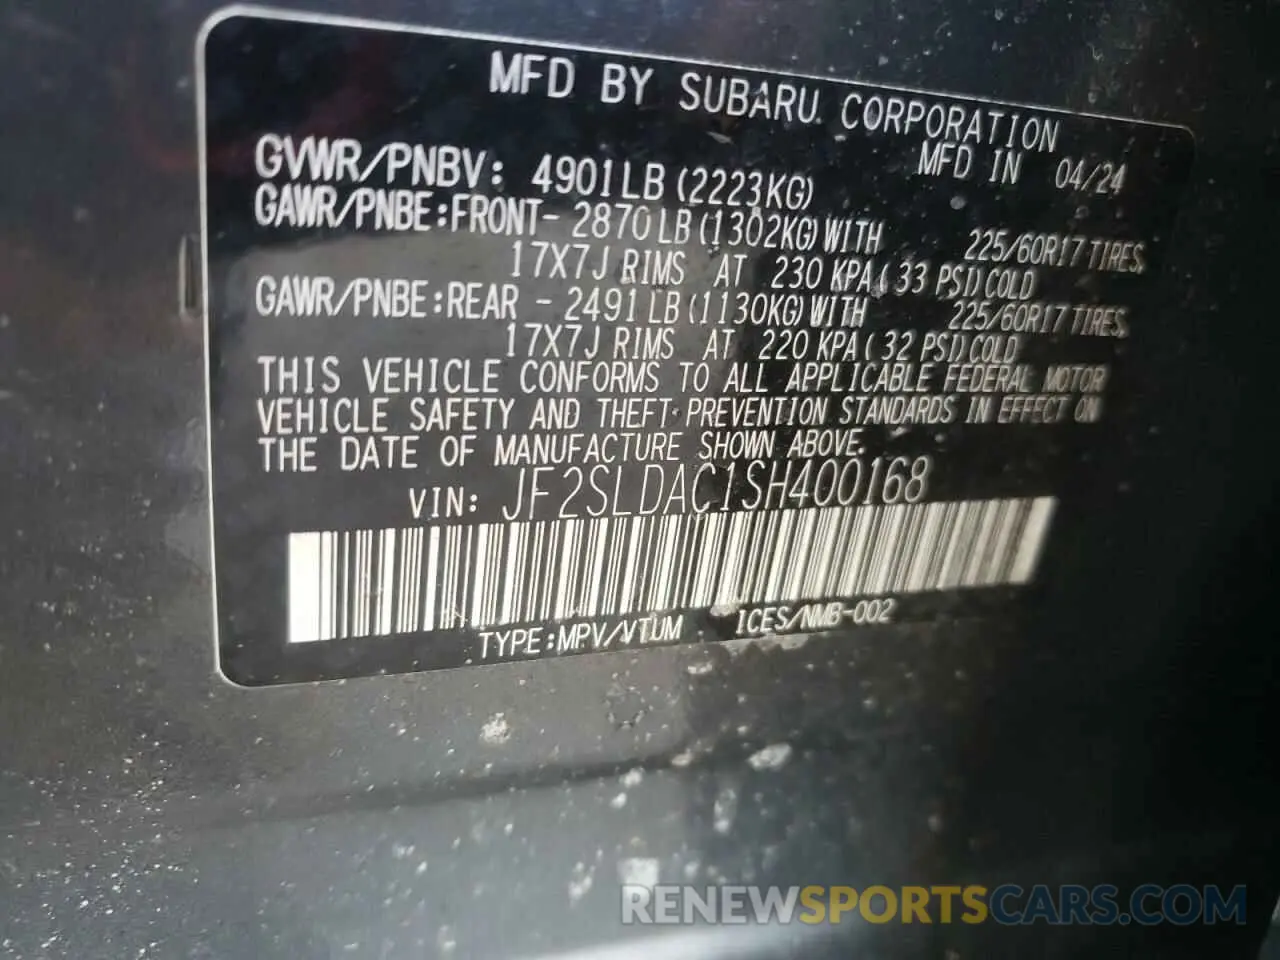 MFD BY SUBARU CORPORATION
MFD IN 04/24
GVWR/PNBV: 4901LB (2223KG)
GAWR/PNBE:FRONT- 2870 LB (1302KG) WITH 225/60R17 TIRES
17X7J RIMS AT 230 KPA ( 33 PSI) COLD
GAWR/PNBE:REAR - 2491 LB (1130KG) WITH 225/60R17 TIRES
17X7J RIMS AT 220 KPA ( 32 PSI) COLD
THIS VEHICLE CONFORMS TO ALL APPLICABLE FEDERAL MOTOR
VEHICLE SAFETY AND THEFT PREVENTION STANDARDS IN EFFECT ON
THE DATE OF MANUFACTURE SHOWN ABOVE.
VIN: JF2SLDAC1SH400168
TYPE:MPV/VTUM ICES/NMB-002
RENEWSPORTSCARS.COM